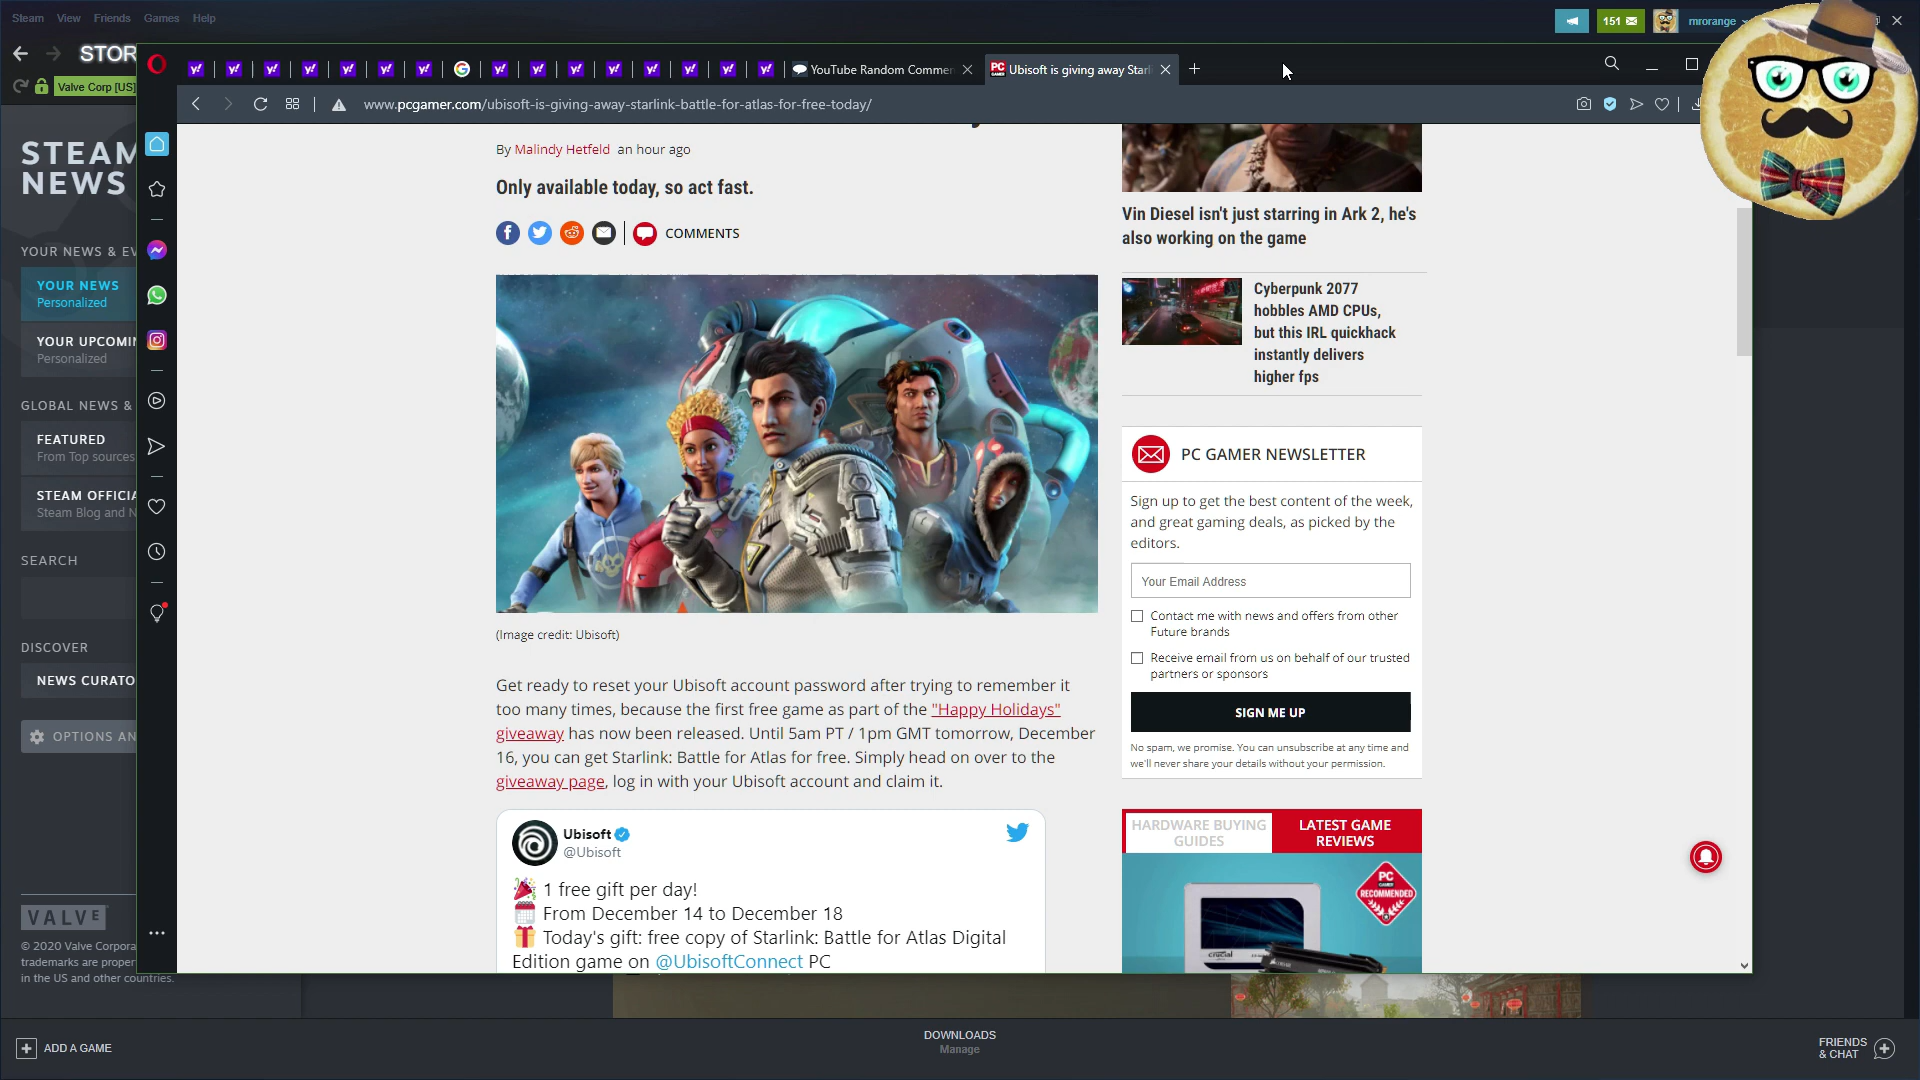 Steam View Friends Games Help
151
mrorange
STOR
YouTube Random Commen
PC GAMER
Ubisoft is giving away Starl
Valve Corp [US]
www.pcgamer.com/ubisoft-is-giving-away-starlink-battle-for-atlas-for-free-today/
STEAM
NEWS
YOUR NEWS & EV
YOUR NEWS
Personalized
YOUR UPCOMIN
Personalized
GLOBAL NEWS &
FEATURED
From Top sources
STEAM OFFICIA
Steam Blog and N
SEARCH
DISCOVER
NEWS CURATO
OPTIONS AN
VALVE
© 2020 Valve Corpora
trademarks are proper
in the US and other countries.
By Malindy Hetfeld an hour ago
Only available today, so act fast.
COMMENTS
(Image credit: Ubisoft)
Get ready to reset your Ubisoft account password after trying to remember it
too many times, because the first free game as part of the "Happy Holidays"
giveaway has now been released. Until 5am PT / 1pm GMT tomorrow, December
16, you can get Starlink: Battle for Atlas for free. Simply head on over to the
giveaway page, log in with your Ubisoft account and claim it.
Ubisoft
@Ubisoft
1 free gift per day!
From December 14 to December 18
Today's gift: free copy of Starlink: Battle for Atlas Digital
Edition game on @UbisoftConnect PC
Vin Diesel isn't just starring in Ark 2, he's
also working on the game
Cyberpunk 2077
hobbles AMD CPUs,
but this IRL quickhack
instantly delivers
higher fps
PC GAMER NEWSLETTER
Sign up to get the best content of the week,
and great gaming deals, as picked by the
editors.
Your Email Address
Contact me with news and offers from other
Future brands
Receive email from us on behalf of our trusted
partners or sponsors
SIGN ME UP
No spam, we promise. You can unsubscribe at any time and
we'll never share your details without your permission.
HARDWARE BUYING
GUIDES
LATEST GAME
REVIEWS
PC
GAMER
RECOMMENDED
crucial
ADD A GAME
DOWNLOADS
Manage
FRIENDS
& CHAT